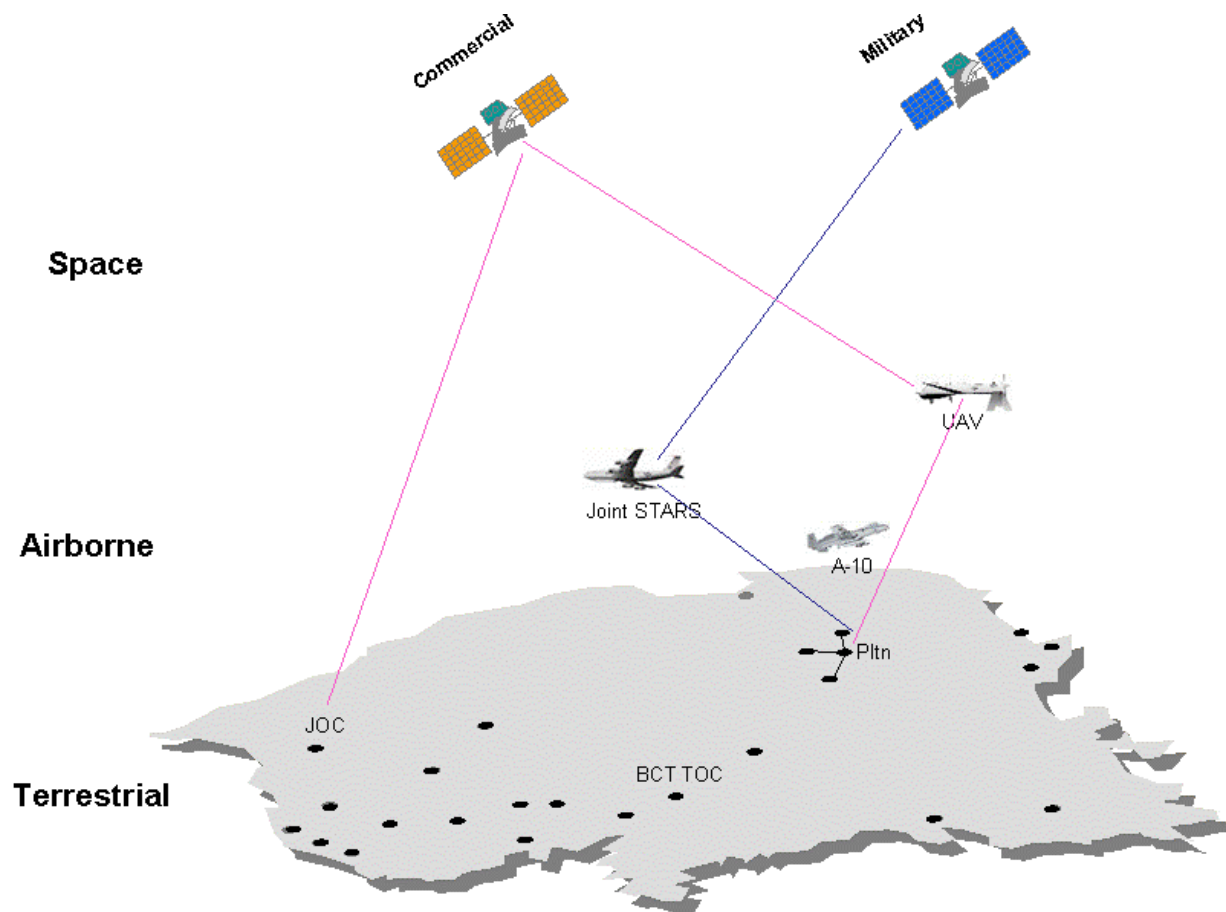 Commercial
Military
Space
UAV
Joint STARS
Airborne
A-10
Pltn
JOC
BCT TOC
Terrestrial